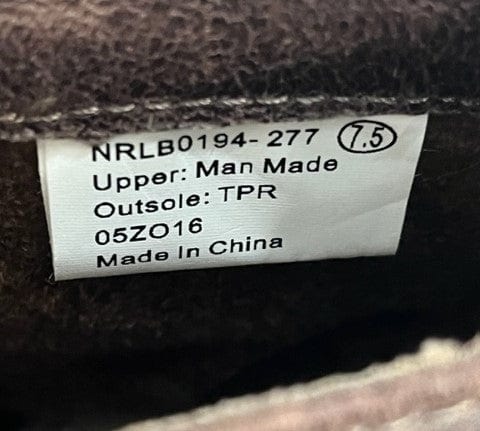 NRLB0194-277 7.5
Upper: Man Made
Outsole: TPR
05ZO16
Made In China